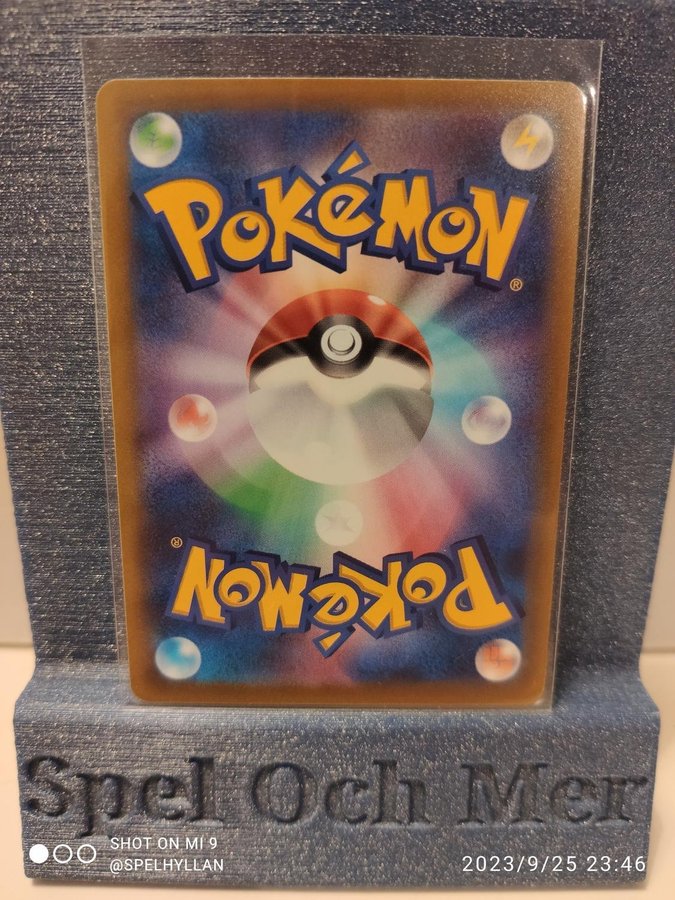 POKéMON®
POKéMON®
Spel Och Mer
SHOT ON MI 9
@SPELHYLLAN
2023/9/25 23:46